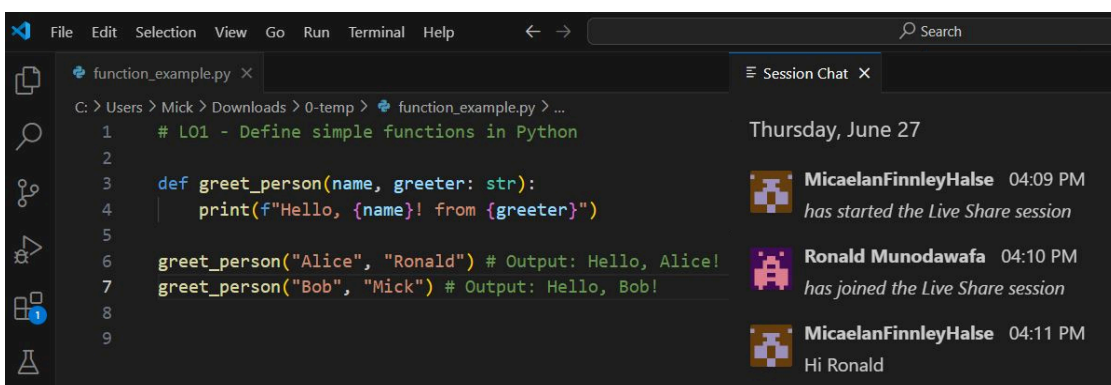 File Edit Selection View Go Run Terminal Help
Search
function_example.py
C: > Users > Mick > Downloads > 0-temp > function_example.py > ...
1 # LO1 - Define simple functions in Python
2
3 def greet_person(name, greeter: str):
4 print(f"Hello, {name}! from {greeter}")
5
6 greet_person("Alice", "Ronald") # Output: Hello, Alice!
7 greet_person("Bob", "Mick") # Output: Hello, Bob!
8
9
1
Session Chat
Thursday, June 27
MicaelanFinnleyHalse 04:09 PM
has started the Live Share session
Ronald Munodawafa 04:10 PM
has joined the Live Share session
MicaelanFinnleyHalse 04:11 PM
Hi Ronald